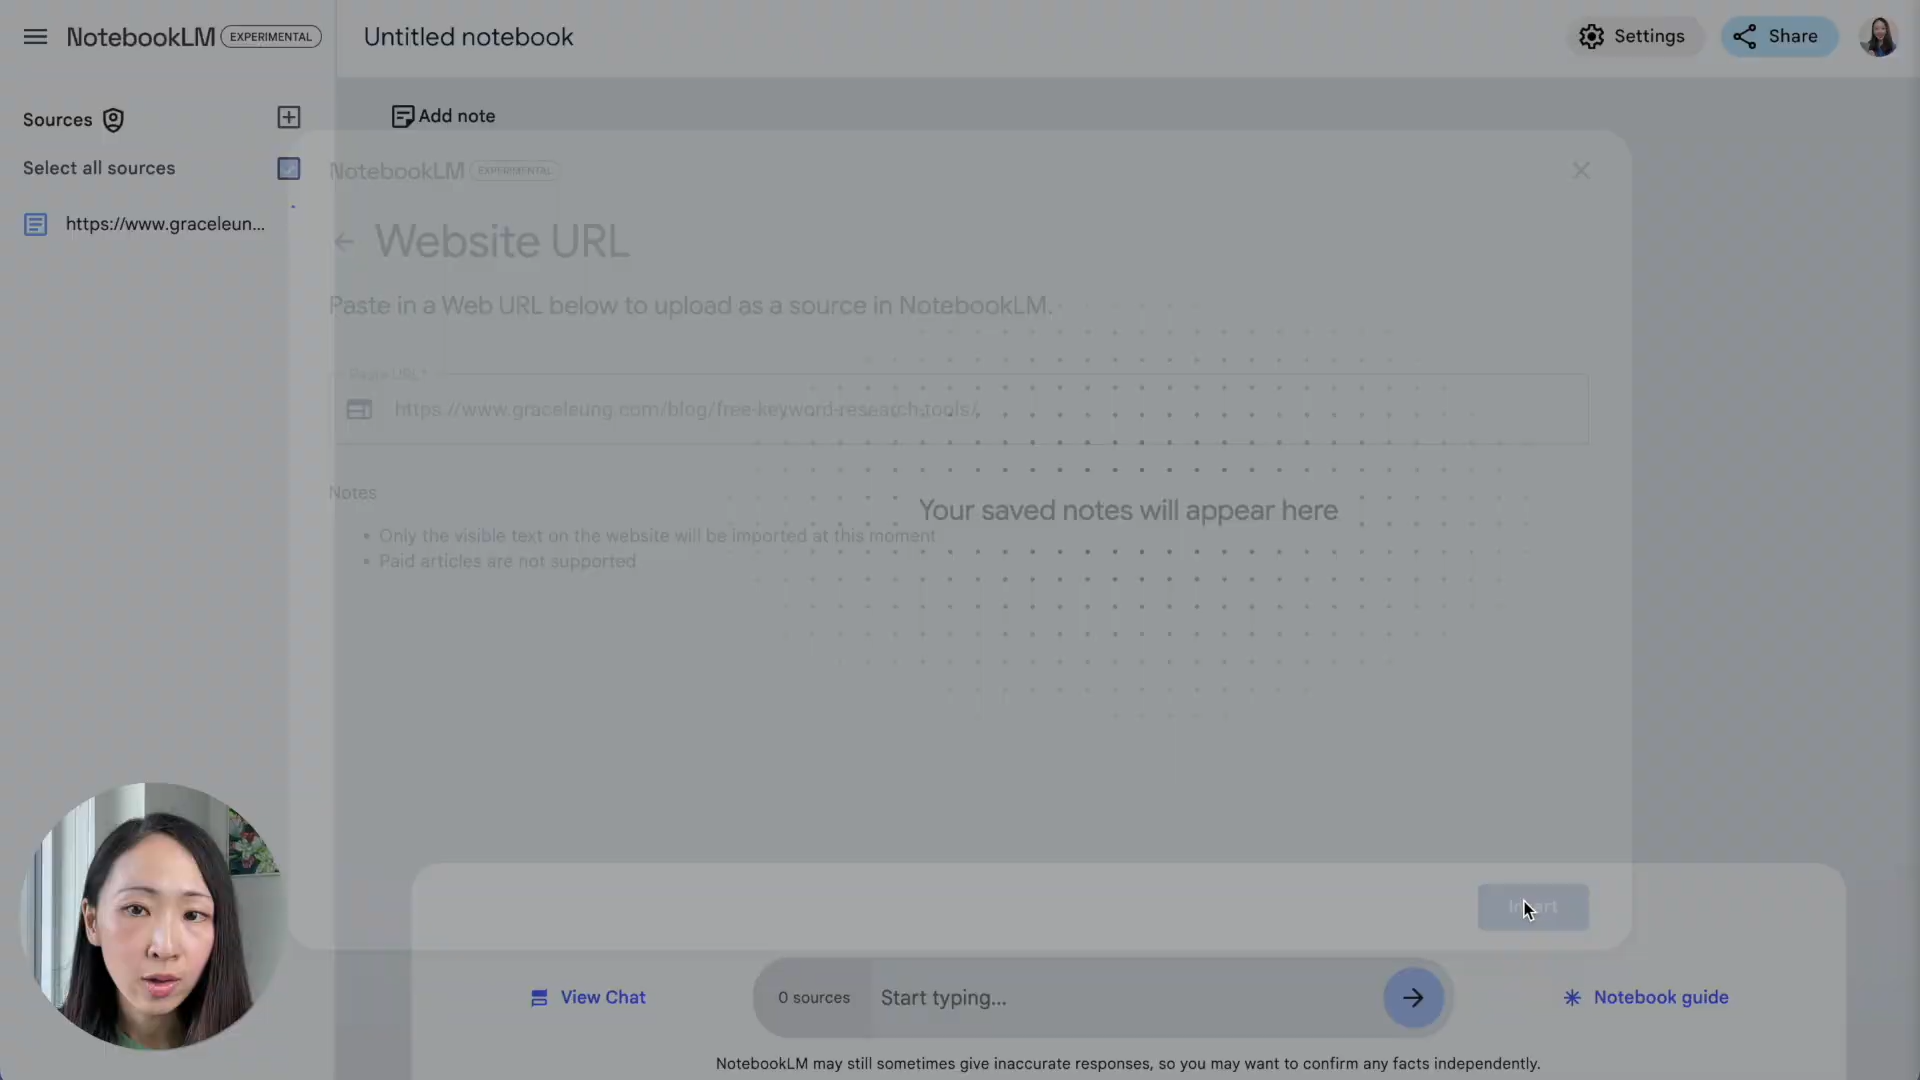 NotebookLM EXPERIMENTAL
Untitled notebook
Settings
Share
Sources
Add note
Select all sources
NotebookLM EXPERIMENTAL
https://www.graceleun...
Website URL
Paste in a Web URL below to upload as a source in NotebookLM.
Paste URL*
https://www.graceleung.com/blog/free-keyword-research-tools/
Notes
Your saved notes will appear here
Only the visible text on the website will be imported at this moment
Paid articles are not supported
View Chat
0 sources
Start typing...
Notebook guide
NotebookLM may still sometimes give inaccurate responses, so you may want to confirm any facts independently.